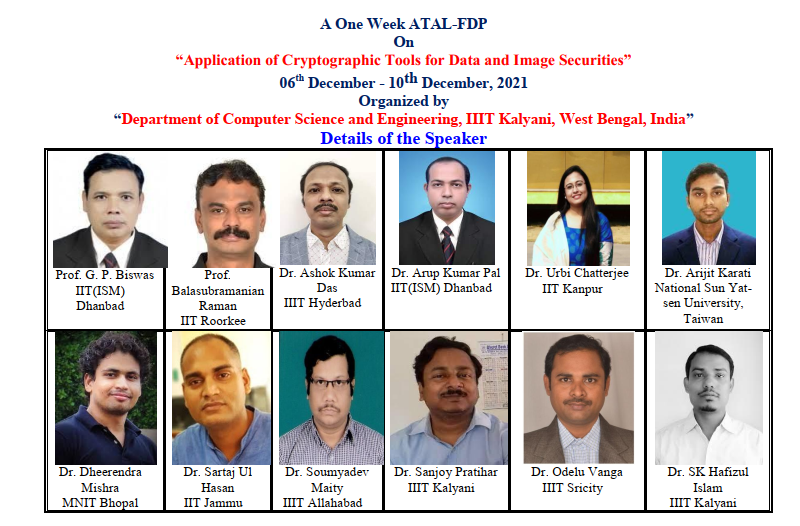 A One Week ATAL-FDP
On
“Application of Cryptographic Tools for Data and Image Securities”
06th December - 10th December, 2021
Organized by
“Department of Computer Science and Engineering, IIIT Kalyani, West Bengal, India”
Details of the Speaker
Prof. G. P. Biswas
IIT(ISM)
Dhanbad
Prof.
Balasubramanian
Raman
IIT Roorkee
Dr. Ashok Kumar
Das
IIIT Hyderbad
Dr. Arup Kumar Pal
IIT(ISM) Dhanbad
Dr. Urbi Chatterjee
IIT Kanpur
Dr. Arijit Karati
National Sun Yat-
sen University,
Taiwan
Dr. Dheerendra
Mishra
MNIT Bhopal
Dr. Sartaj Ul
Hasan
IIT Jammu
Dr. Soumyadev
Maity
IIIT Allahabad
Dr. Sanjoy Pratihar
IIIT Kalyani
Dr. Odelu Vanga
IIIT Sricity
Dr. SK Hafizul
Islam
IIIT Kalyani